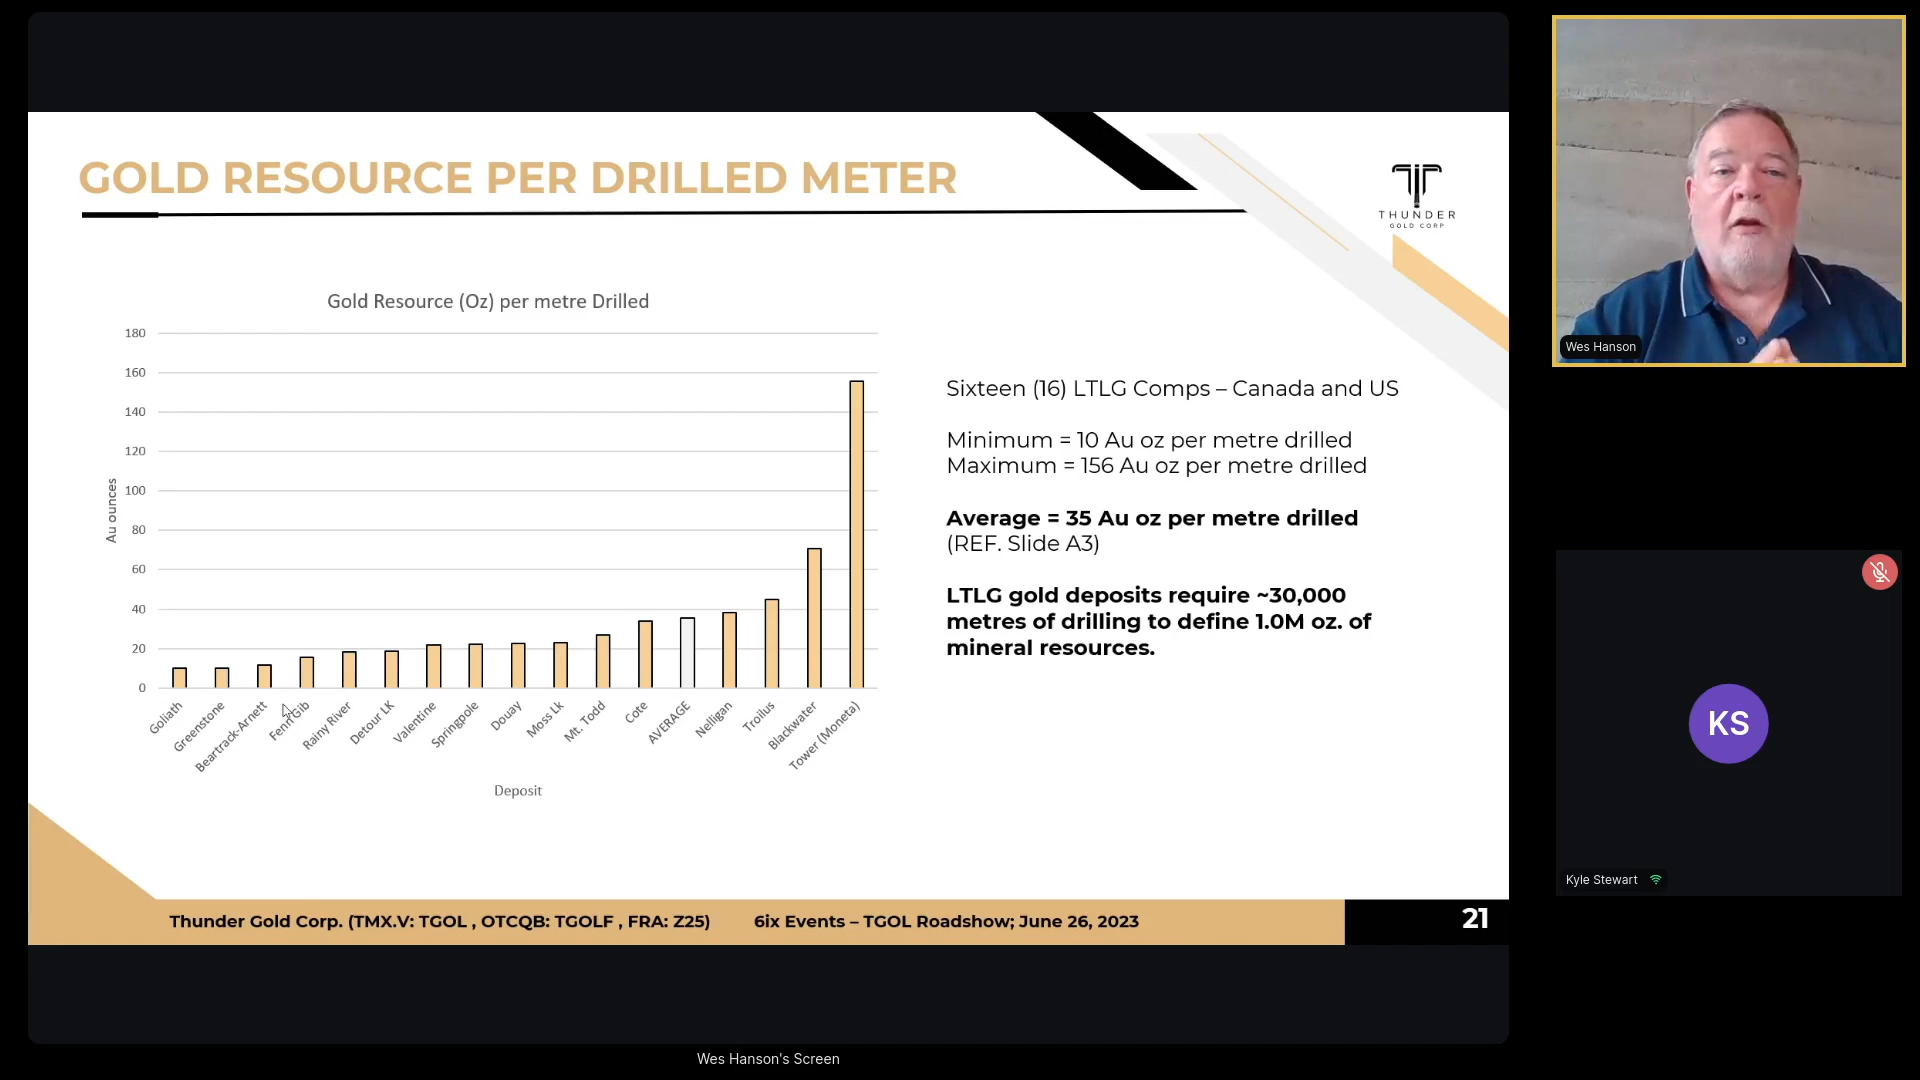 GOLD RESOURCE PER DRILLED METER
THUNDER
GOLD CORP
Gold Resource (Oz) per metre Drilled
180
160
140
120
100
80
60
40
20
0
Au ounces
Goliath
Greenstone
Beartrack-Arnett
Fenn Gib
Rainy River
Detour LK
Valentine
Springpole
Douay
Moss Lk
Mt. Todd
Cote
AVERAGE
Nelligan
Troilus
Blackwater
Tower (Moneta)
Deposit
Sixteen (16) LTLG Comps – Canada and US
Minimum = 10 Au oz per metre drilled
Maximum = 156 Au oz per metre drilled
Average = 35 Au oz per metre drilled
(REF. Slide A3)
LTLG gold deposits require ~30,000
metres of drilling to define 1.0M oz. of
mineral resources.
Thunder Gold Corp. (TMX.V: TGOL , OTCQB: TGOLF , FRA: Z25)
6ix Events – TGOL Roadshow; June 26, 2023
21
Wes Hanson
KS
Kyle Stewart
Wes Hanson's Screen